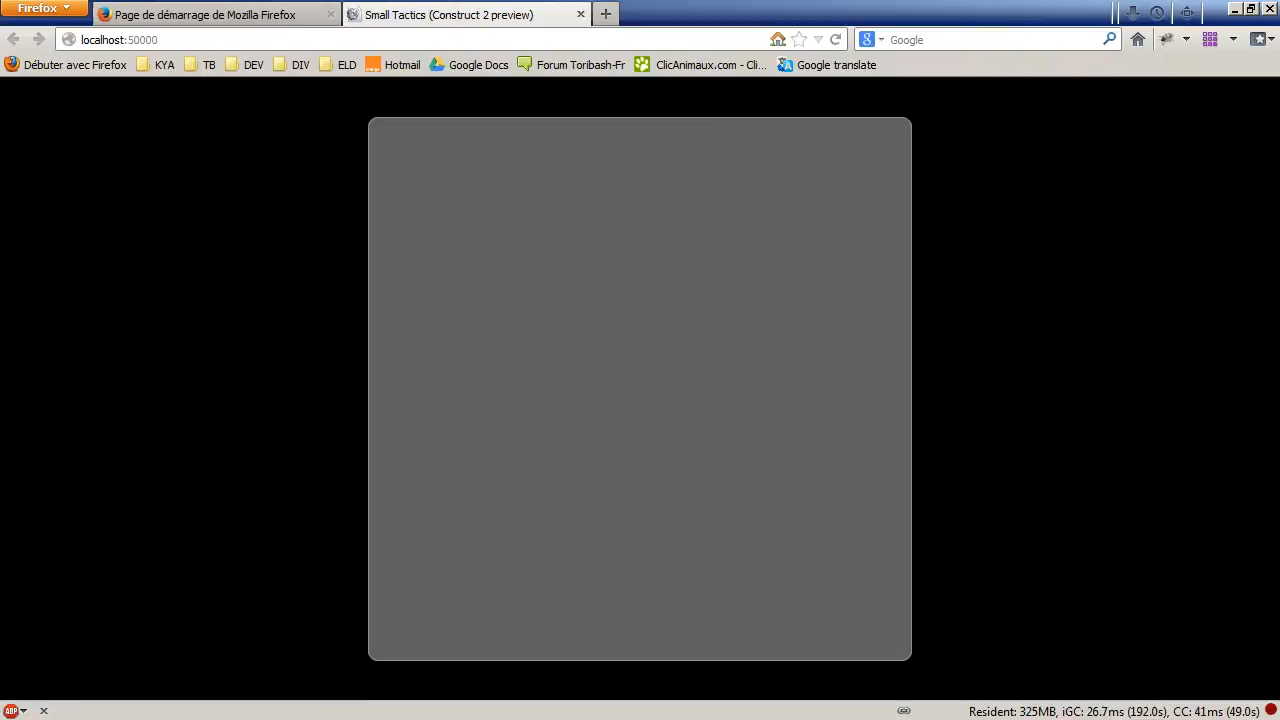 Firefox
Page de démarrage de Mozilla Firefox
Small Tactics (Construct 2 preview)
localhost:50000
Google
Débuter avec Firefox KYA TB DEV DIV ELD Hotmail Google Docs Forum Toribash-Fr ClicAnimaux.com - Cli... Google translate
ABP
Resident: 325MB, iGC: 26.7ms (192.0s), CC: 41ms (49.0s)